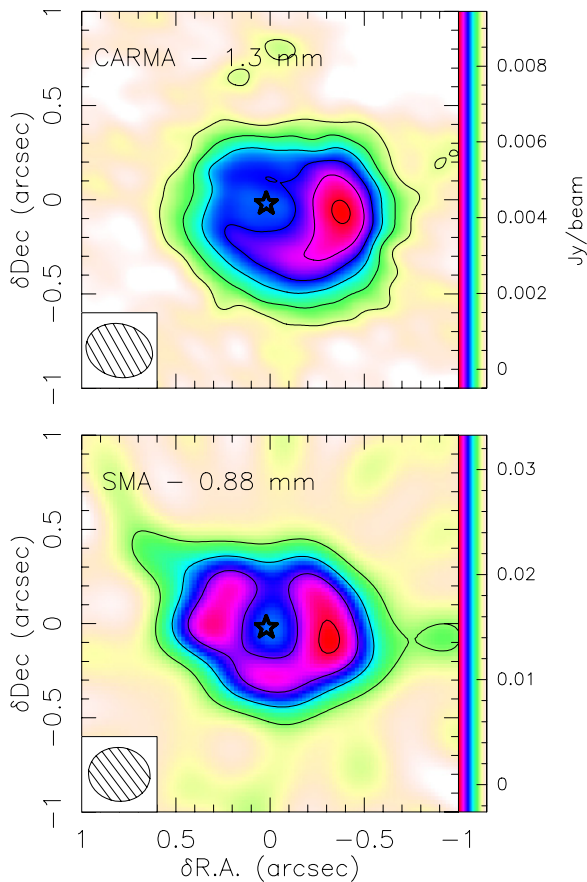 CARMA – 1.3 mm
1
0.5
0
−0.5
−1
δDec (arcsec)
0.008
0.006
0.004
0.002
0
Jy/beam
SMA – 0.88 mm
1
0.5
0
−0.5
−1
δDec (arcsec)
0.03
0.02
0.01
0
1 0.5 0 −0.5 −1
δR.A. (arcsec)